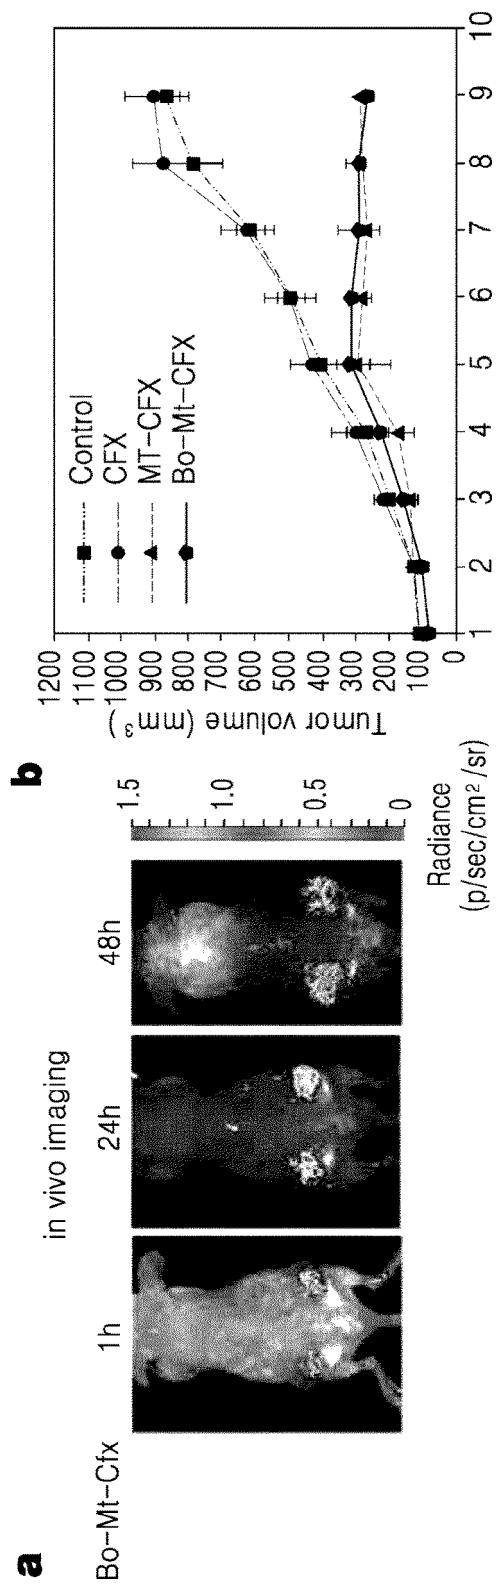 a
in vivo imaging
Bo-Mt-Cfx
1h
24h
48h
1.5
1.0
0.5
0
Radiance
(p/sec/cm²/sr)
b
Tumor volume (mm³)
1200
1100
1000
900
800
700
600
500
400
300
200
100
0
Control
CFX
MT-CFX
Bo-Mt-CFX
1 2 3 4 5 6 7 8 9 10